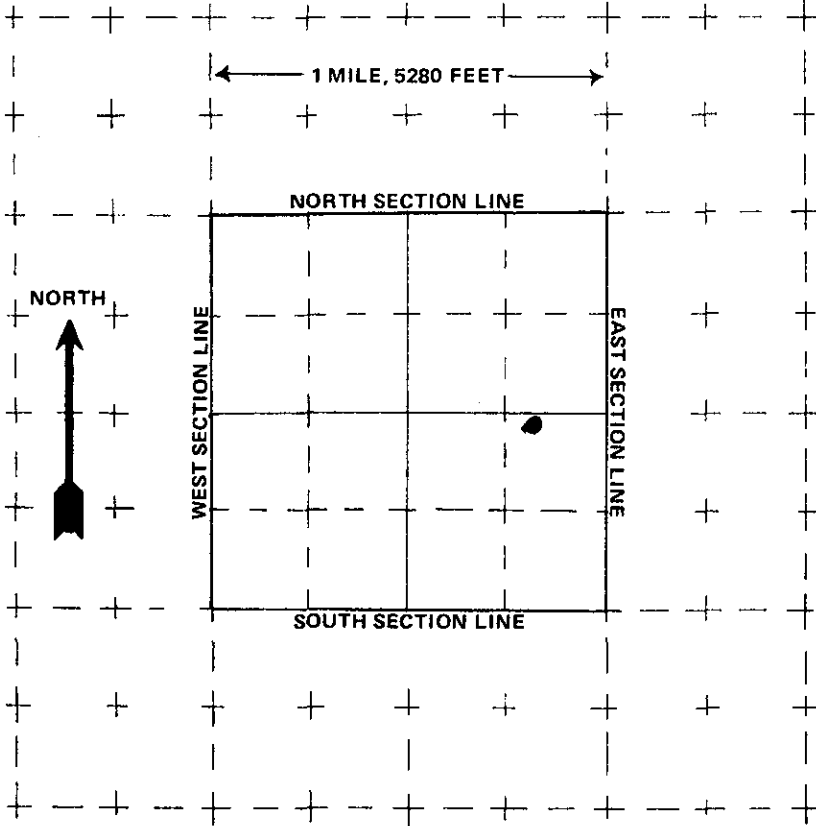 1 MILE, 5280 FEET
NORTH SECTION LINE
NORTH
WEST SECTION LINE
EAST SECTION LINE
SOUTH SECTION LINE